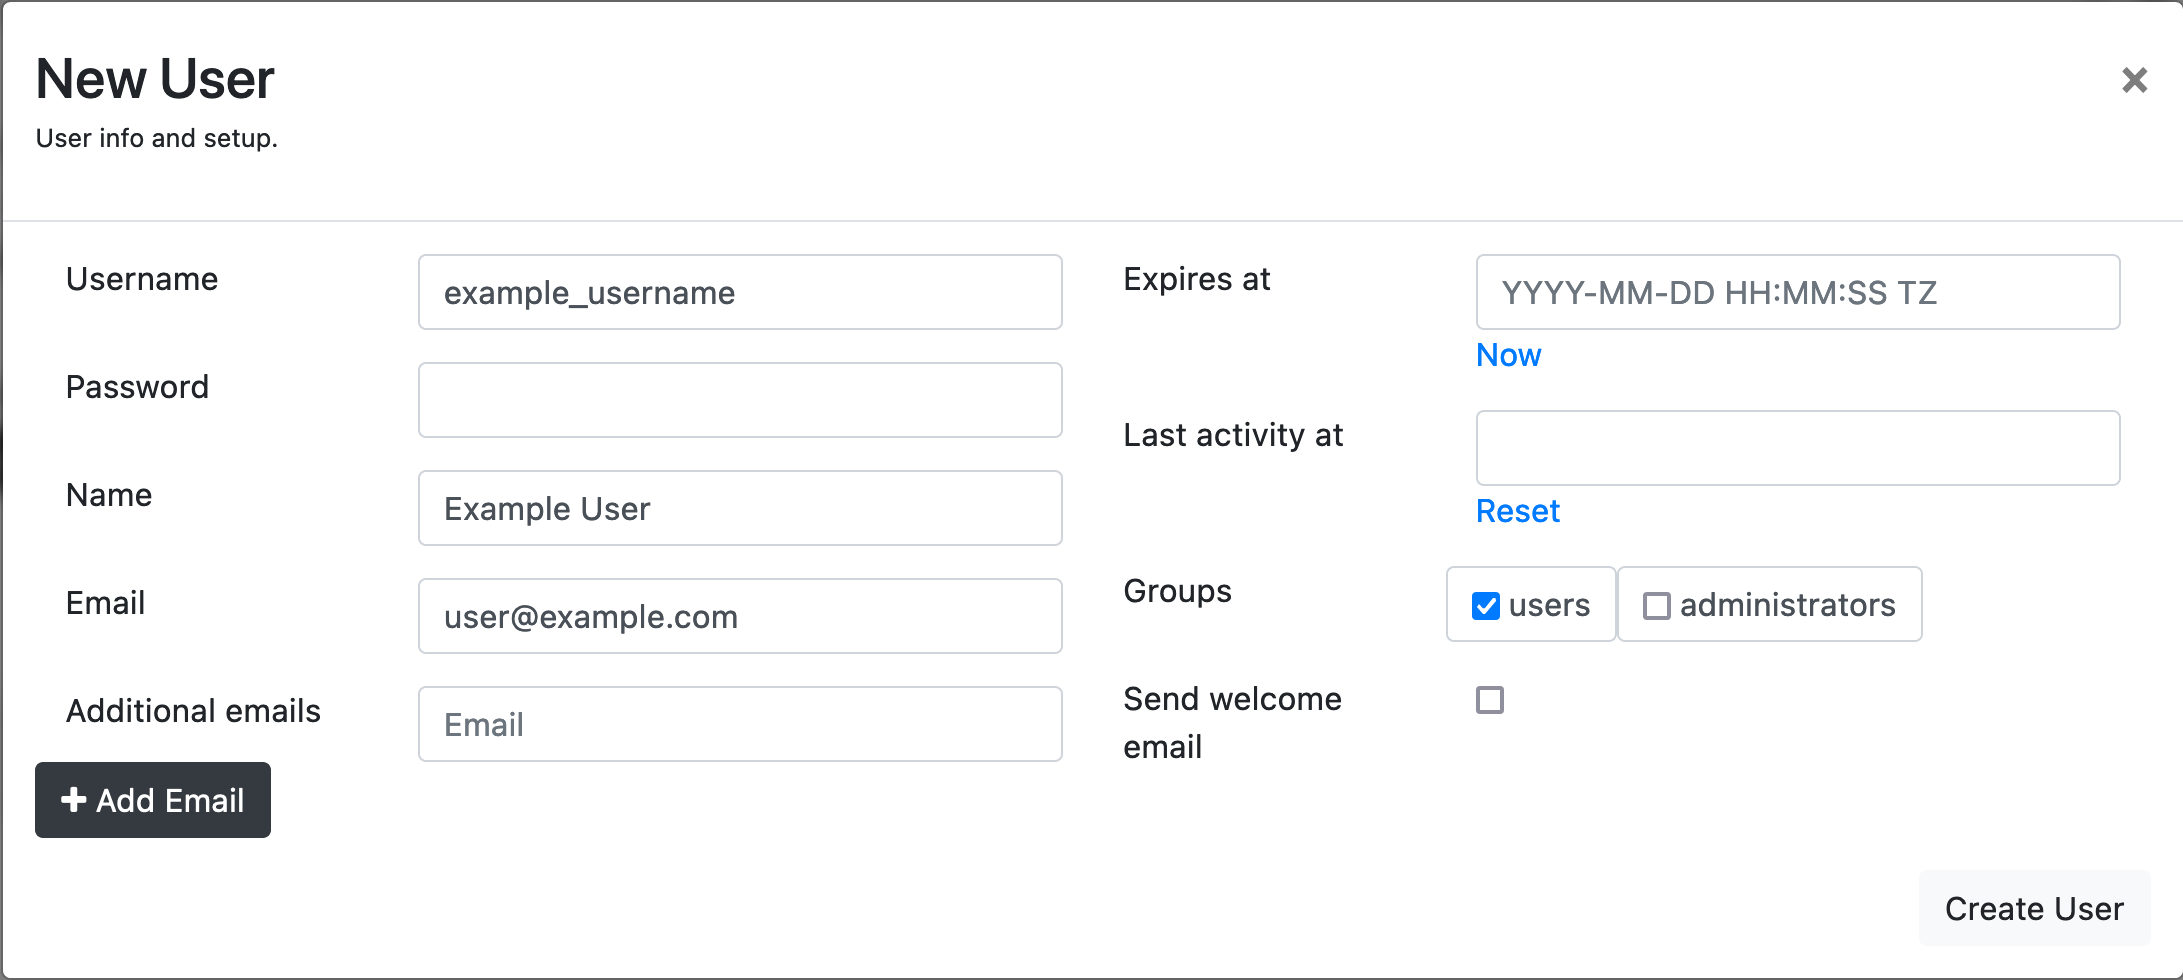 New User
User info and setup.
Username
example_username
Password
Name
Example User
Email
user@example.com
Additional emails
Email
Add Email
Expires at
YYYY-MM-DD HH:MM:SS TZ
Now
Last activity at
Reset
Groups
users
administrators
Send welcome
email
Create User